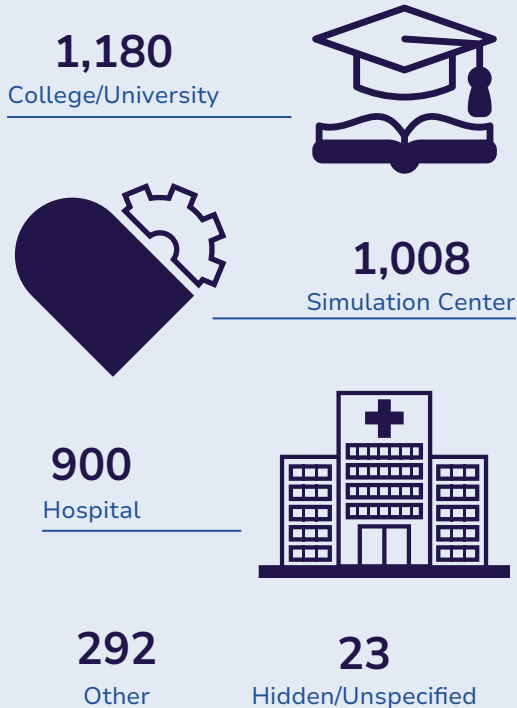 1,180
College/University
1,008
Simulation Center
900
Hospital
292
Other
23
Hidden/Unspecified